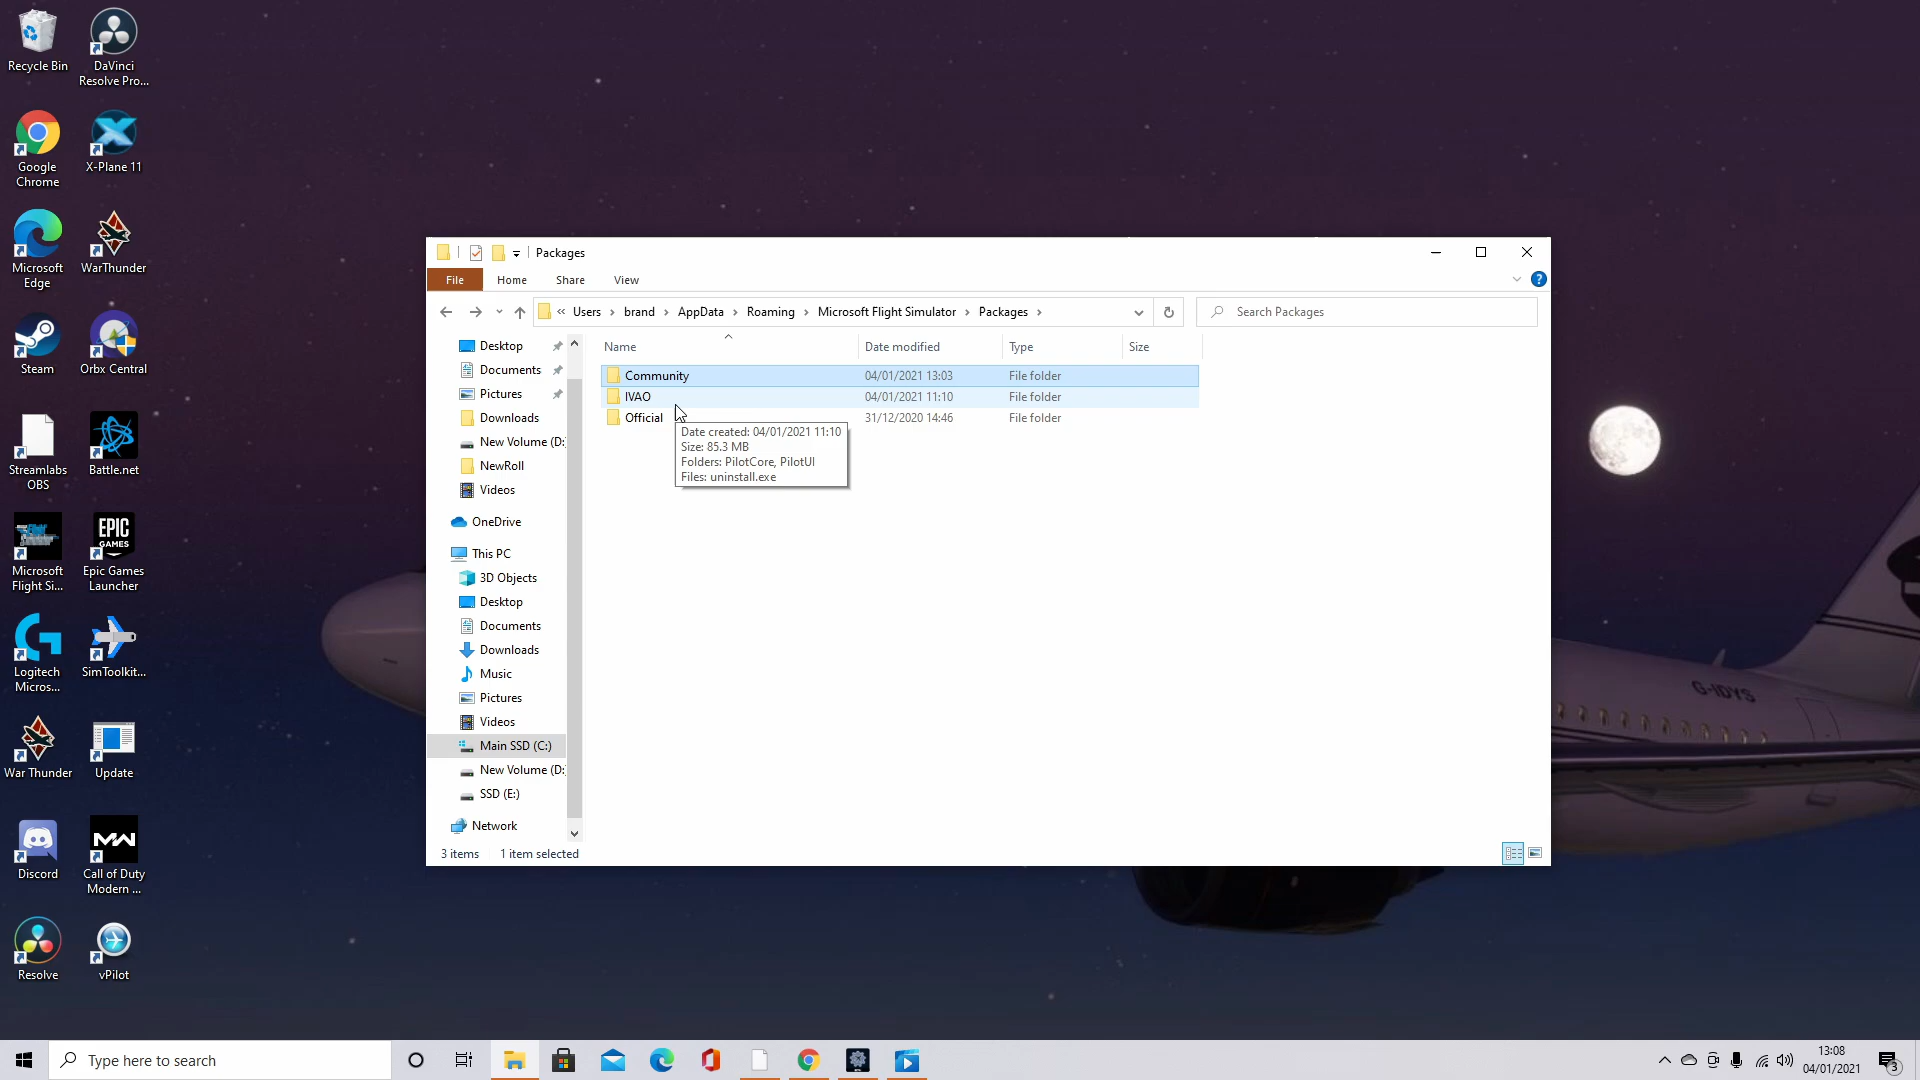 Recycle Bin
DaVinci
Resolve Pro...
Google
Chrome
X-Plane 11
Microsoft
Edge
WarThunder
Steam
Orbx Central
Streamlabs
OBS
Battle.net
Microsoft
Flight Si...
EPIC
GAMES
Epic Games
Launcher
Logitech
Micros...
SimToolkit...
War Thunder
Update
Discord
MW
Call of Duty
Modern ...
Resolve
vPilot
Packages
File
Home
Share
View
?
« Users > brand > AppData > Roaming > Microsoft Flight Simulator > Packages >
Search Packages
Name
Date modified
Type
Size
Community
04/01/2021 13:03
File folder
IVAO
04/01/2021 11:10
File folder
Official
31/12/2020 14:46
File folder
Date created: 04/01/2021 11:10
Size: 85.3 MB
Folders: PilotCore, PilotUI
Files: uninstall.exe
Desktop
Documents
Pictures
Downloads
New Volume (D:
NewRoll
Videos
OneDrive
This PC
3D Objects
Desktop
Documents
Downloads
Music
Pictures
Videos
Main SSD (C:)
New Volume (D:
SSD (E:)
Network
3 items
1 item selected
G-IDYS
Type here to search
13:08
04/01/2021
3